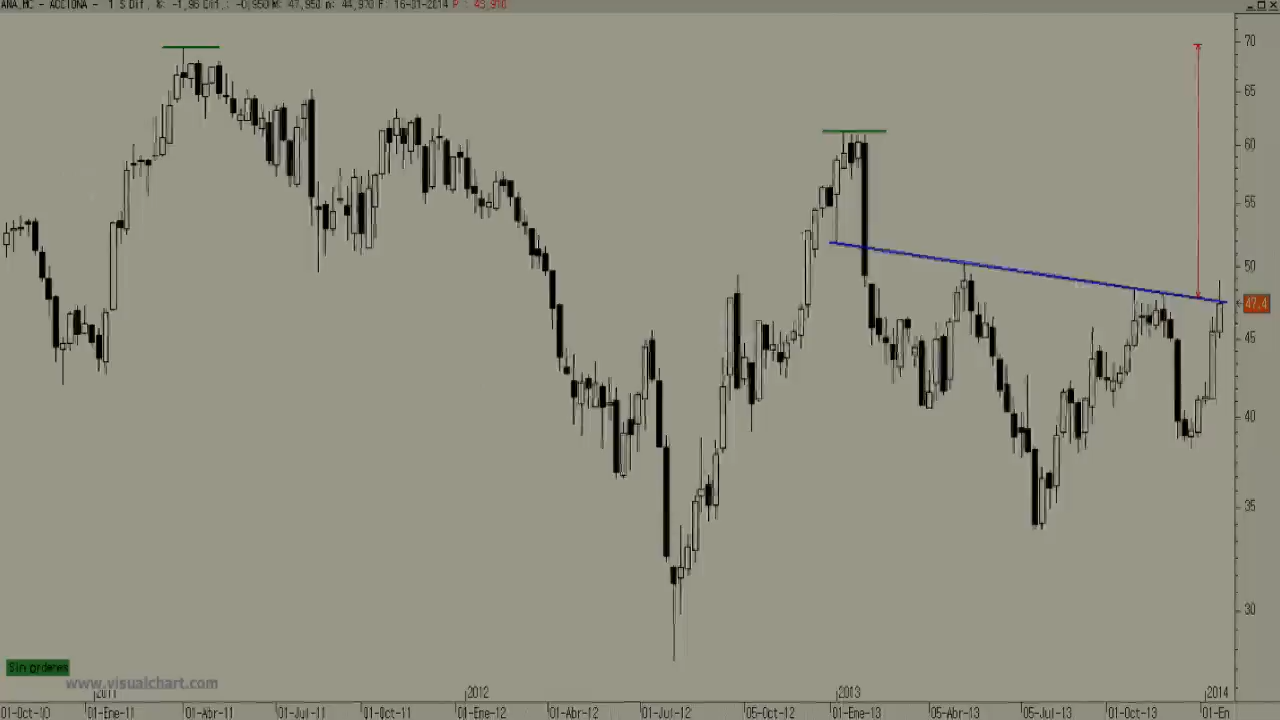 ANA.MC - ACCIONA - 1 S Dif. %: -1,96 Dif.: -0,950 M: 47,950 m: 44,970 F: 16-01-2014
70
65
60
55
50
47.4
45
40
35
30
Sin ordenes
www.visualchart.com
2011 2012 2013 2014
01-Oct-10 01-Ene-11 01-Abr-11 01-Jul-11 01-Oct-11 01-Ene-12 01-Abr-12 01-Jul-12 05-Oct-12 01-Ene-13 05-Abr-13 05-Jul-13 01-Oct-13 01-En